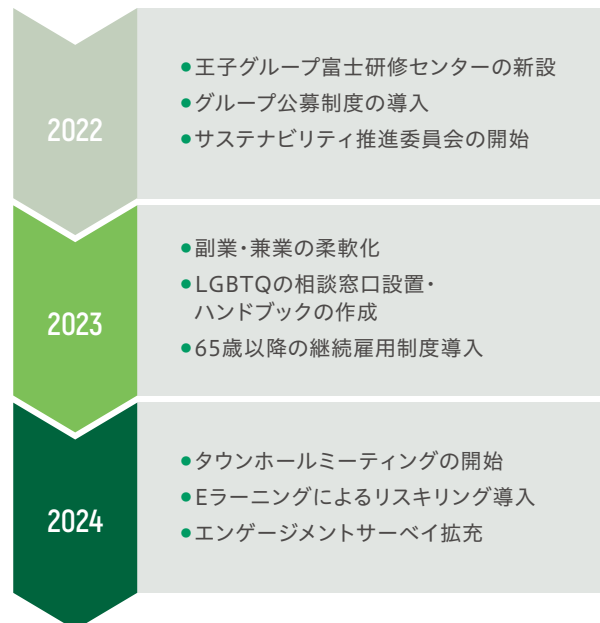 2022
●王子グループ富士研修センターの新設
●グループ公募制度の導入
●サステナビリティ推進委員会の開始
2023
●副業・兼業の柔軟化
●LGBTQの相談窓口設置・
ハンドブックの作成
●65歳以降の継続雇用制度導入
2024
●タウンホールミーティングの開始
●Eラーニングによるリスキリング導入
●エンゲージメントサーベイ拡充